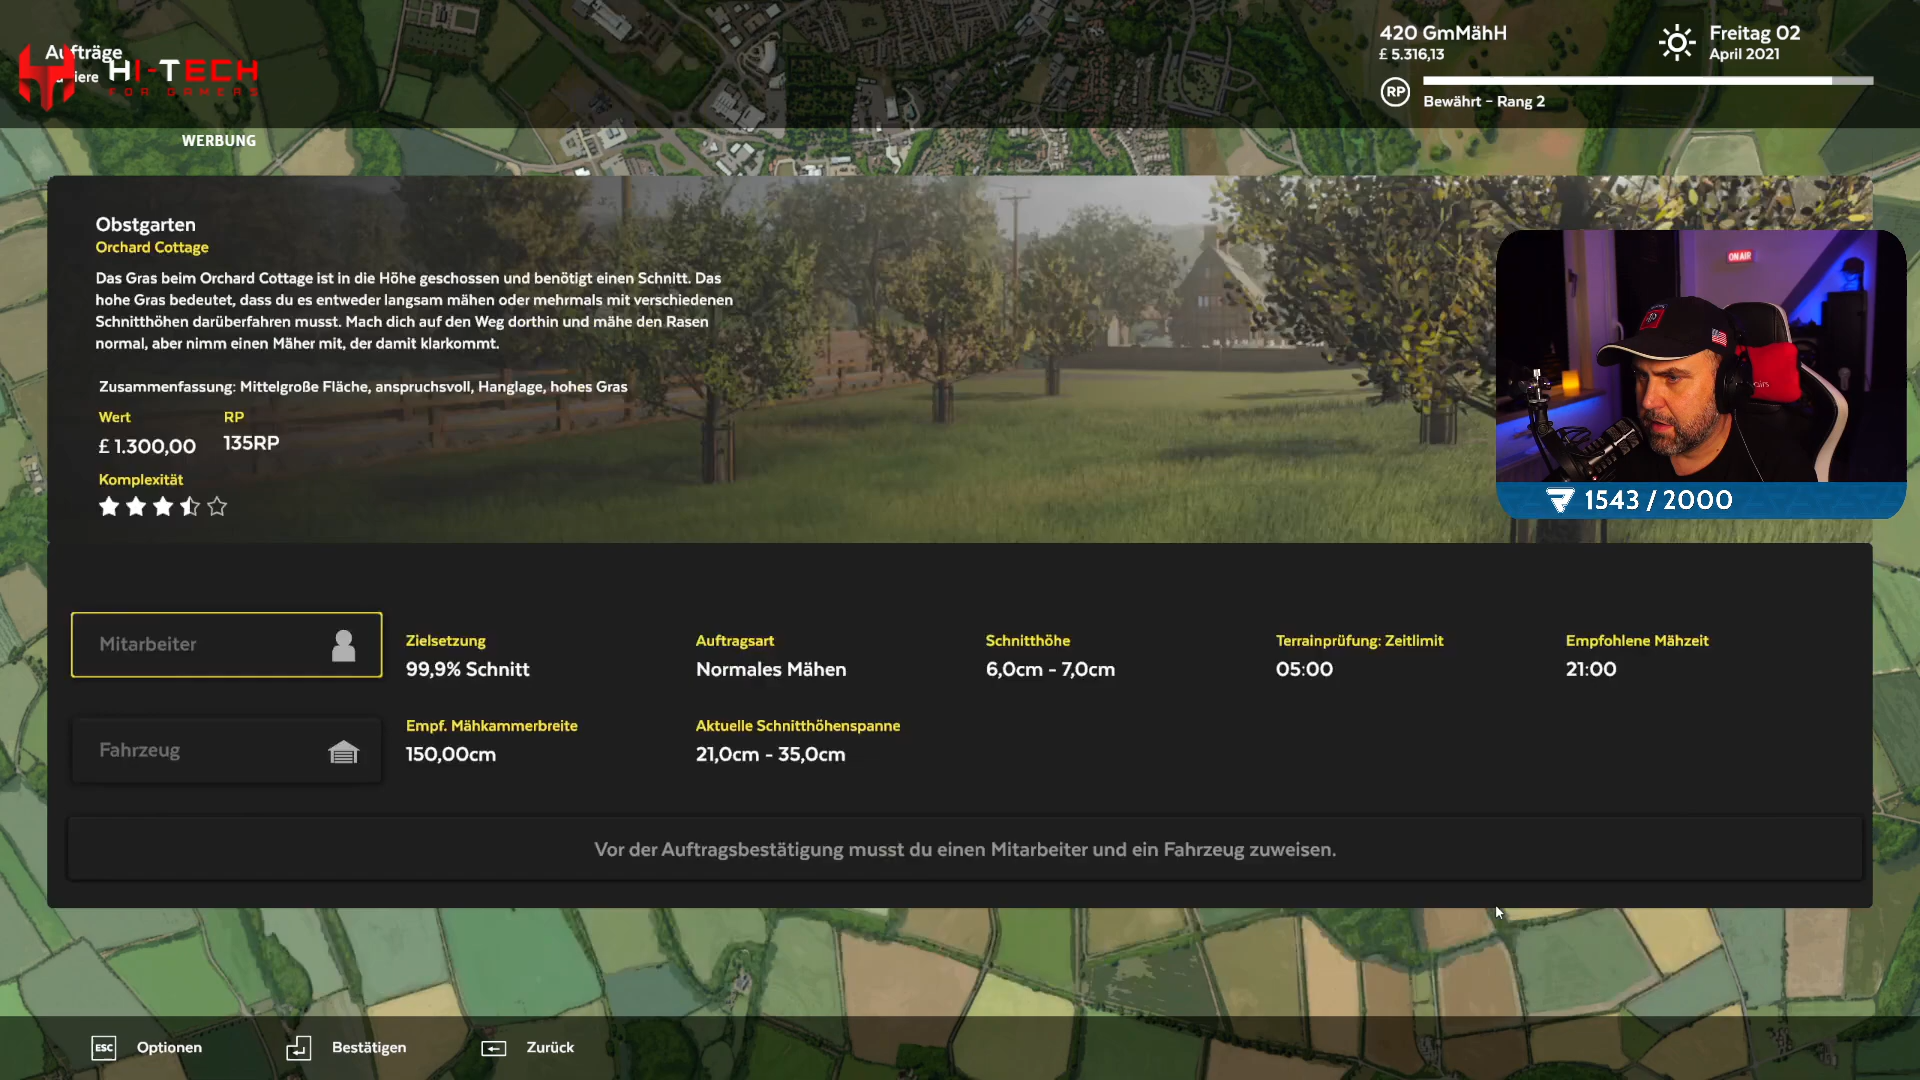 Aufträge
iere
HI-TECH
FOR GAMERS
WERBUNG
420 GmMähH
£ 5.316,13
RP
Bewährt - Rang 2
Freitag 02
April 2021
Obstgarten
Orchard Cottage
Das Gras beim Orchard Cottage ist in die Höhe geschossen und benötigt einen Schnitt. Das
hohe Gras bedeutet, dass du es entweder langsam mähen oder mehrmals mit verschiedenen
Schnitthöhen darüberfahren musst. Mach dich auf den Weg dorthin und mähe den Rasen
normal, aber nimm einen Mäher mit, der damit klarkommt.
Zusammenfassung: Mittelgroße Fläche, anspruchsvoll, Hanglage, hohes Gras
Wert
RP
£ 1.300,00
135RP
Komplexität
ON AIR
1543 / 2000
Mitarbeiter
Zielsetzung
99,9% Schnitt
Auftragsart
Normales Mähen
Schnitthöhe
6,0cm - 7,0cm
Terrainprüfung: Zeitlimit
05:00
Empfohlene Mähzeit
21:00
Fahrzeug
Empf. Mähkammerbreite
150,00cm
Aktuelle Schnitthöhenspanne
21,0cm - 35,0cm
Vor der Auftragsbestätigung musst du einen Mitarbeiter und ein Fahrzeug zuweisen.
ESC
Optionen
Bestätigen
Zurück